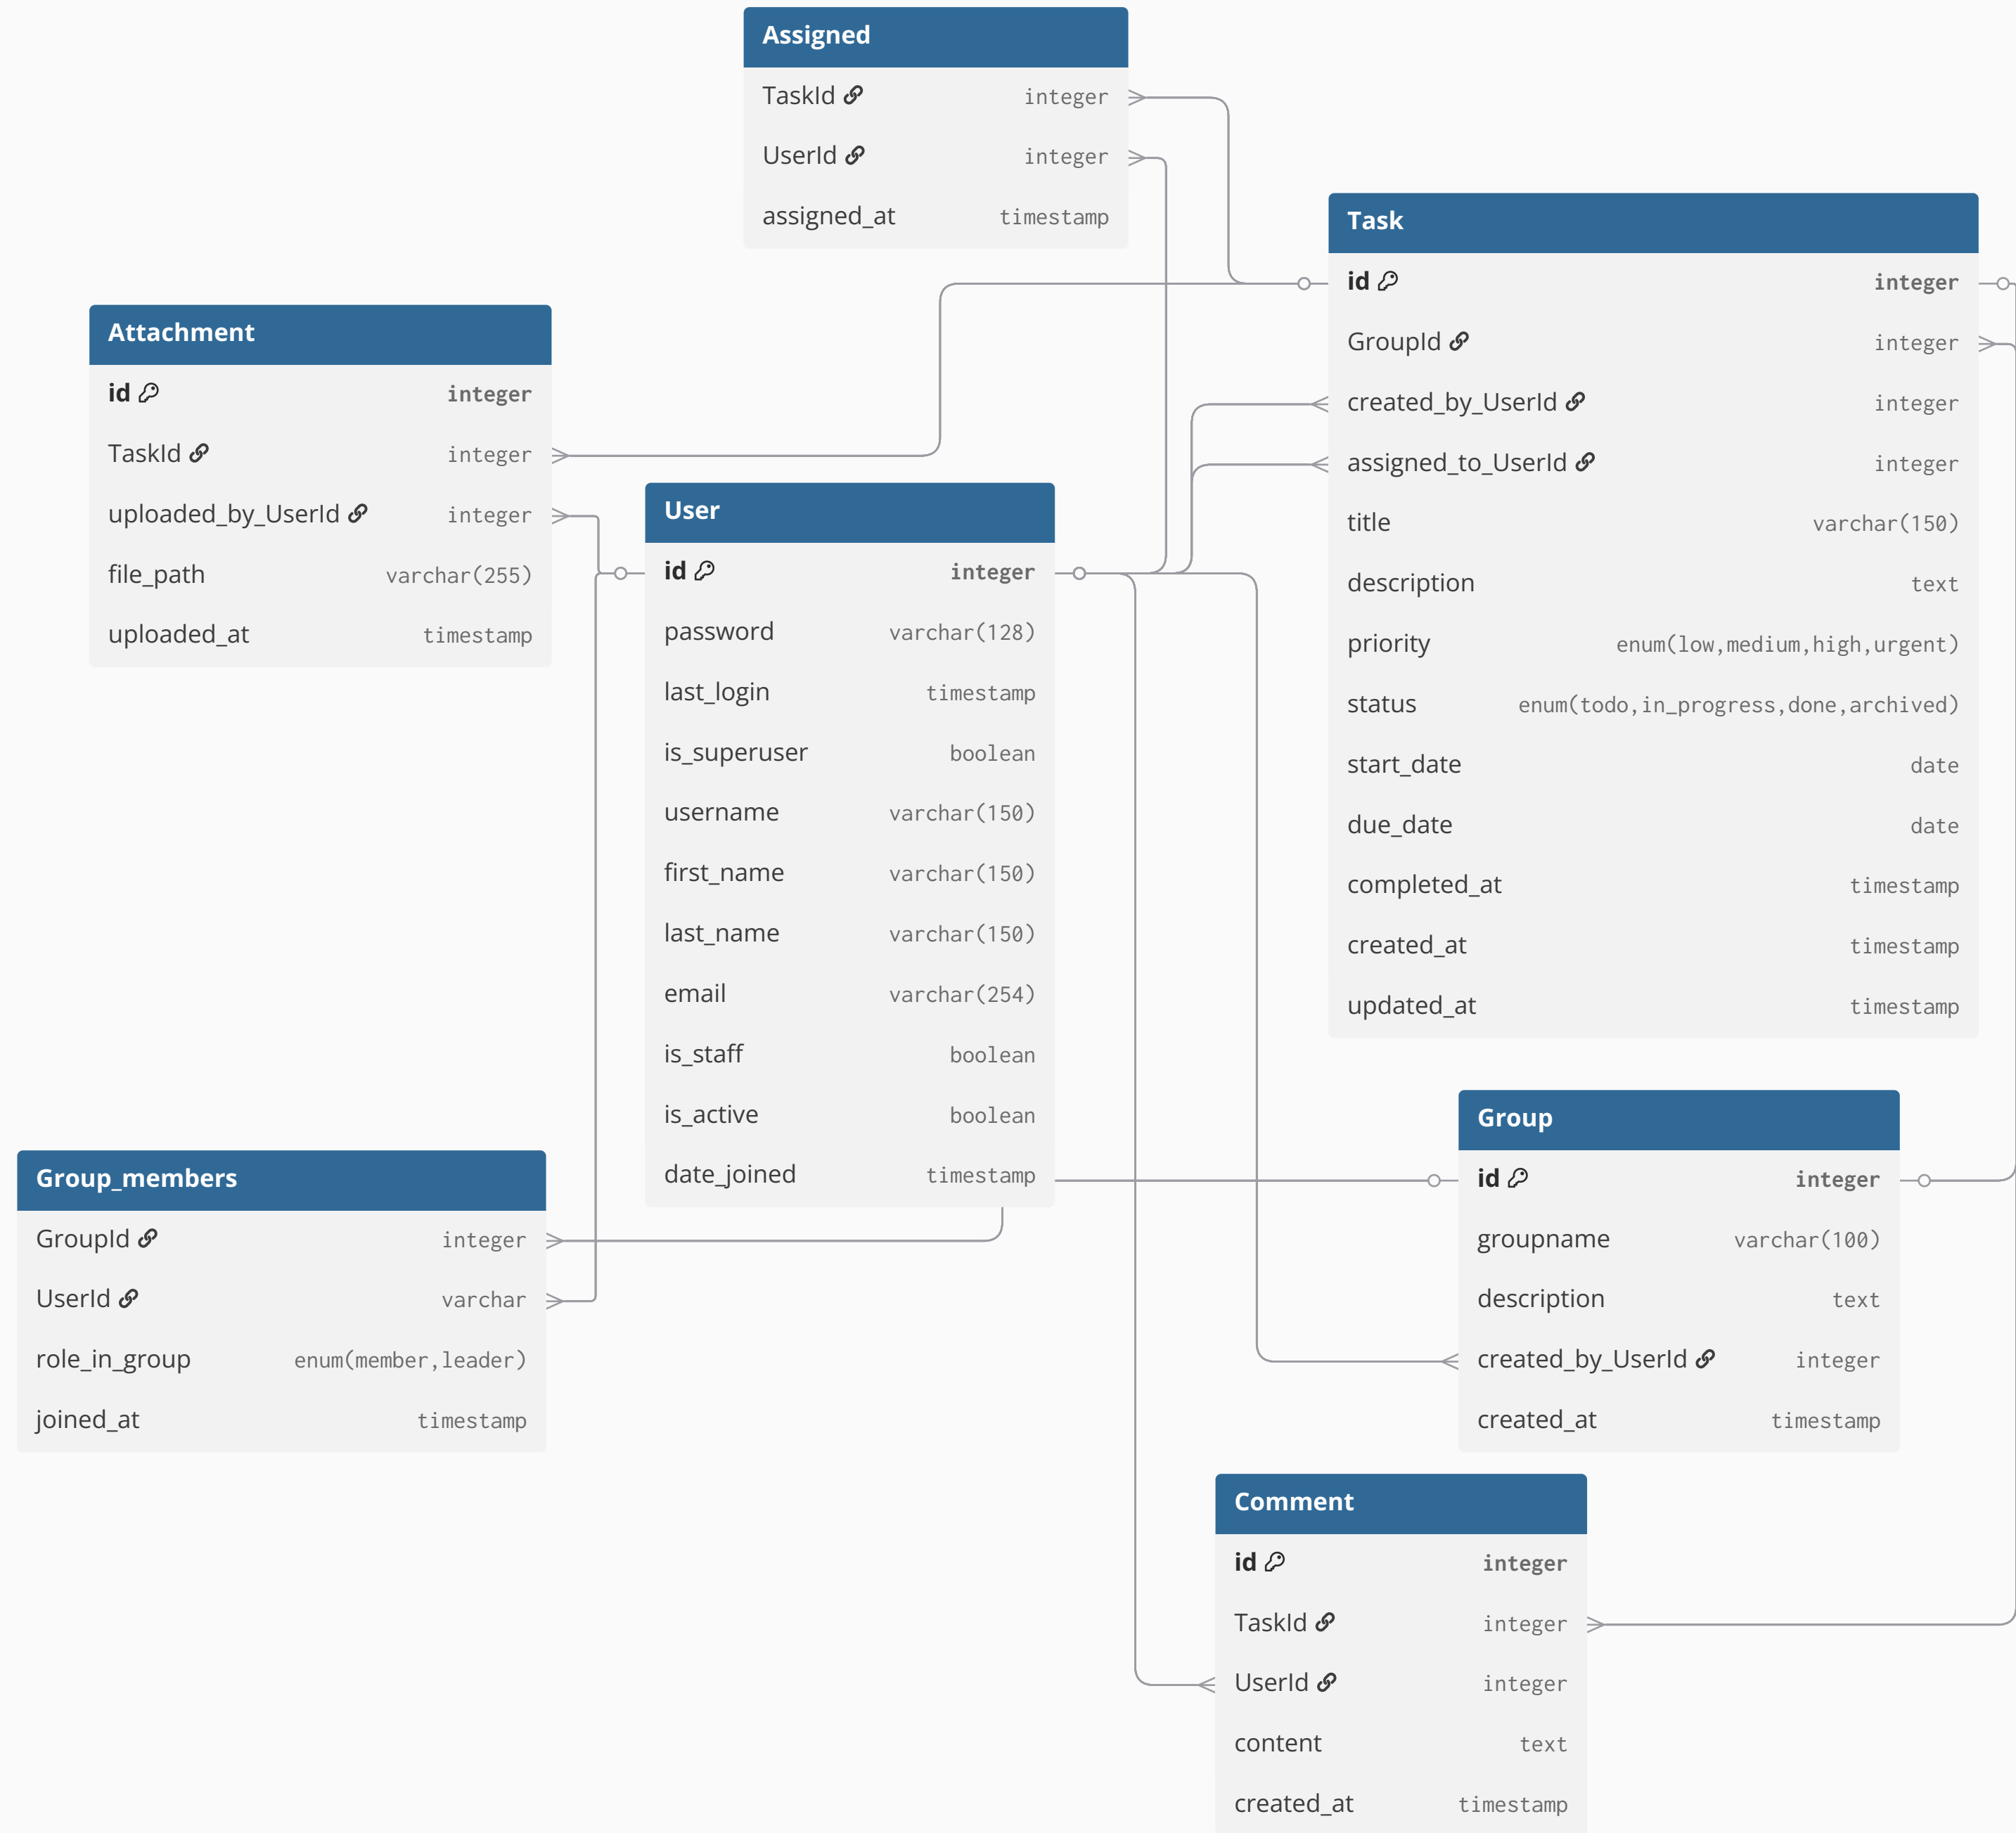 Assigned
TaskId integer
UserId integer
assigned_at timestamp
Task
id integer
GroupId integer
created_by_UserId integer
assigned_to_UserId integer
title varchar(150)
description text
priority enum(low,medium,high,urgent)
status enum(todo,in_progress,done,archived)
start_date date
due_date date
completed_at timestamp
created_at timestamp
updated_at timestamp
Attachment
id integer
TaskId integer
uploaded_by_UserId integer
file_path varchar(255)
uploaded_at timestamp
User
id integer
password varchar(128)
last_login timestamp
is_superuser boolean
username varchar(150)
first_name varchar(150)
last_name varchar(150)
email varchar(254)
is_staff boolean
is_active boolean
date_joined timestamp
Group
id integer
groupname varchar(100)
description text
created_by_UserId integer
created_at timestamp
Group_members
GroupId integer
UserId varchar
role_in_group enum(member,leader)
joined_at timestamp
Comment
id integer
TaskId integer
UserId integer
content text
created_at timestamp